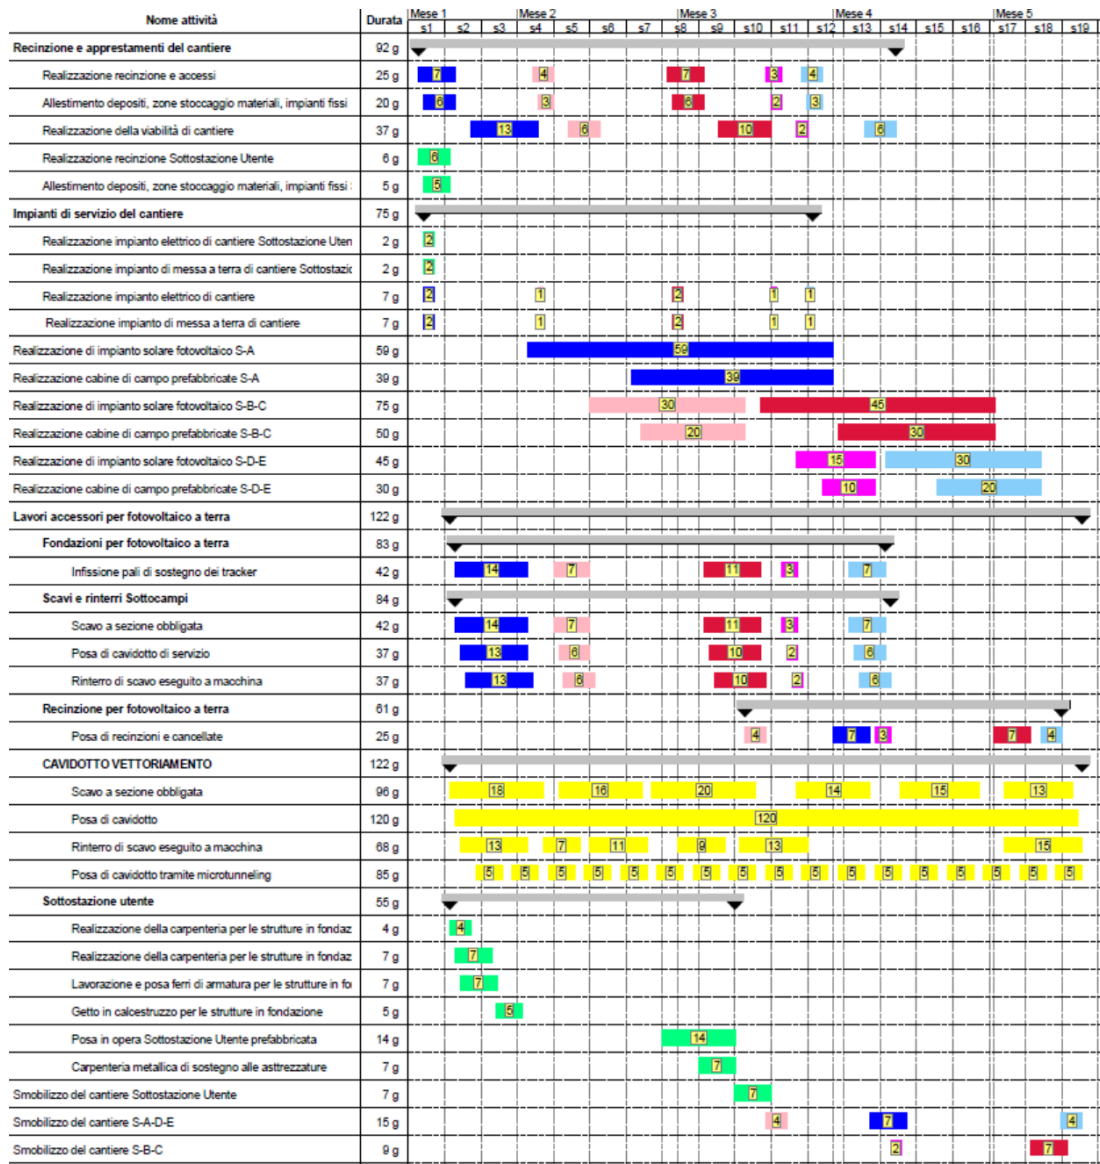 Nome attività Durata Mese 1 Mese 2 Mese 3 Mese 4 Mese 5
s1 s2 s3 s4 s5 s6 s7 s8 s9 s10 s11 s12 s13 s14 s15 s16 s17 s18 s19
Recinzione e apprestamenti del cantiere 92 g
Realizzazione recinzione e accessi 25 g 7 4 7 3 4
Allestimento depositi, zone stoccaggio materiali, impianti fissi 20 g 6 3 6 2 3
Realizzazione della viabilità di cantiere 37 g 13 6 10 2 6
Realizzazione recinzione Sottostazione Utente 6 g 6
Allestimento depositi, zone stoccaggio materiali, impianti fissi 5 g 5
Impianti di servizio del cantiere 75 g
Realizzazione impianto elettrico di cantiere Sottostazione Uten 2 g 2
Realizzazione impianto di messa a terra di cantiere Sottostazic 2 g 2
Realizzazione impianto elettrico di cantiere 7 g 2 1 2 1 1
Realizzazione impianto di messa a terra di cantiere 7 g 2 1 2 1 1
Realizzazione di impianto solare fotovoltaico S-A 59 g 59
Realizzazione cabine di campo prefabbricate S-A 39 g 39
Realizzazione di impianto solare fotovoltaico S-B-C 75 g 30 45
Realizzazione cabine di campo prefabbricate S-B-C 50 g 20 30
Realizzazione di impianto solare fotovoltaico S-D-E 45 g 15 30
Realizzazione cabine di campo prefabbricate S-D-E 30 g 10 20
Lavori accessori per fotovoltaico a terra 122 g
Fondazioni per fotovoltaico a terra 83 g
Infissione pali di sostegno dei tracker 42 g 14 7 11 3 7
Scavi e rinterri Sottocampi 84 g
Scavo a sezione obbligata 42 g 14 7 11 3 7
Posa di cavidotto di servizio 37 g 13 6 10 2 6
Rinterro di scavo eseguito a macchina 37 g 13 6 10 2 6
Recinzione per fotovoltaico a terra 61 g
Posa di recinzioni e cancellate 25 g 4 7 3 7 4
CAVIDOTTO VETTORIAMENTO 122 g
Scavo a sezione obbligata 96 g 18 16 20 14 15 13
Posa di cavidotto 120 g 120
Rinterro di scavo eseguito a macchina 68 g 13 7 11 9 13 15
Posa di cavidotto tramite microtunneling 85 g 5 5 5 5 5 5 5 5 5 5 5 5 5 5 5 5 5
Sottostazione utente 55 g
Realizzazione della carpenteria per le strutture in fondaz 4 g 4
Realizzazione della carpenteria per le strutture in fondaz 7 g 7
Lavorazione e posa ferri di armatura per le strutture in fo 7 g 7
Getto in calcestruzzo per le strutture in fondazione 5 g 5
Posa in opera Sottostazione Utente prefabbricata 14 g 14
Carpenteria metallica di sostegno alle asttrezzature 7 g 7
Smobilizzo del cantiere Sottostazione Utente 7 g 7
Smobilizzo del cantiere S-A-D-E 15 g 4 7 4
Smobilizzo del cantiere S-B-C 9 g 2 7